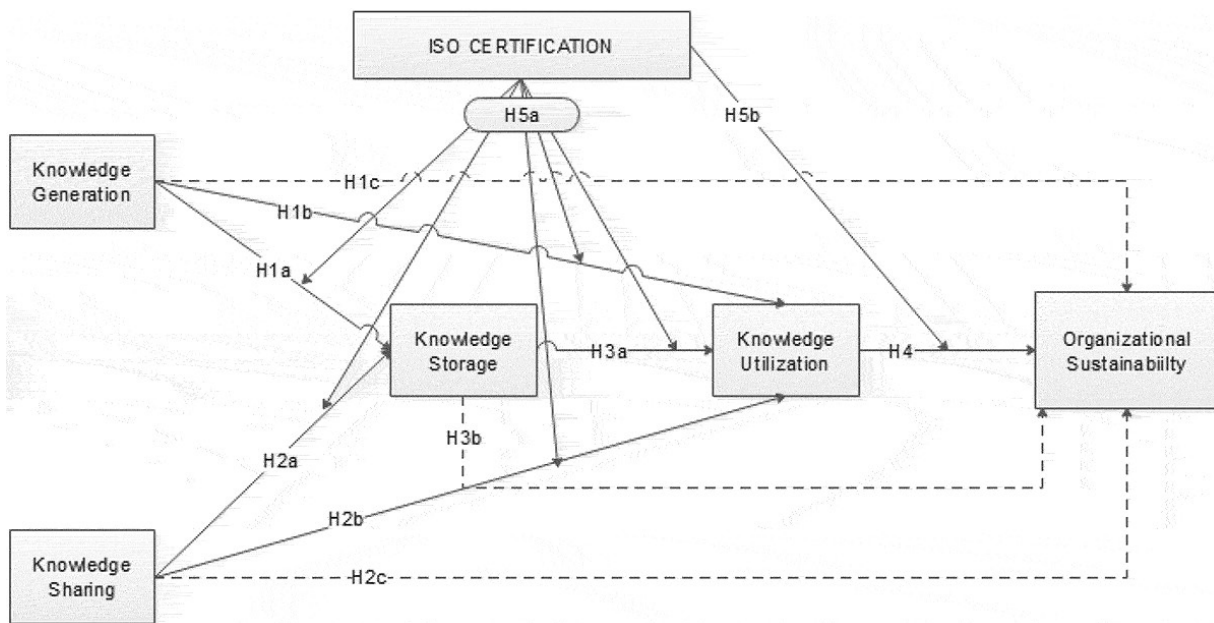 ISO CERTIFICATION
H5a
H5b
Knowledge
Generation
H1c
H1b
H1a
Knowledge
Storage
H3a
Knowledge
Utilization
H4
Organizational
Sustainabiilty
H3b
H2a
H2b
Knowledge
Sharing
H2c